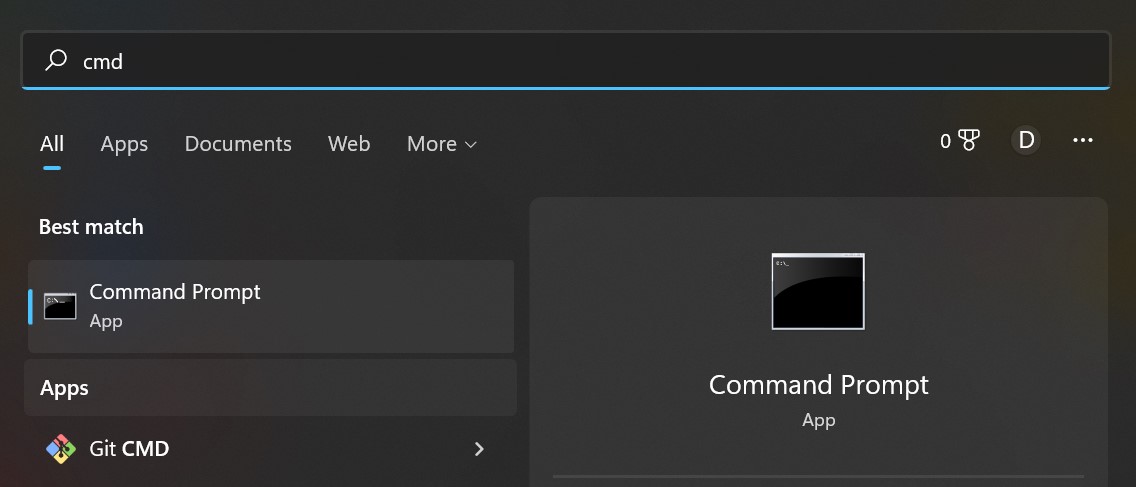 cmd
All Apps Documents Web More
0 D
Best match
Command Prompt
App
Apps
Git CMD
Command Prompt
App